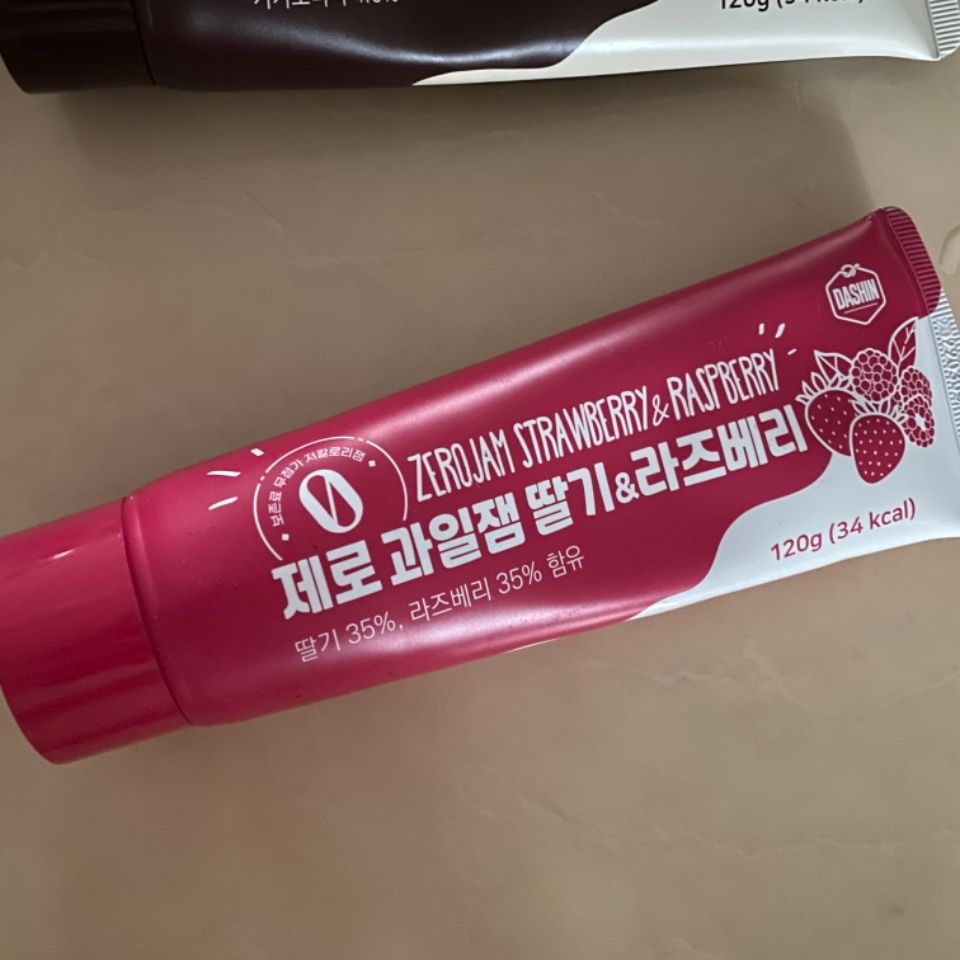 DASHIN
보존료 무첨가 저칼로리잼
ZEROJAM STRAWBERRY & RASPBERRY
제로 과일잼 딸기&라즈베리
딸기 35%, 라즈베리 35% 함유
120g (34 kcal)